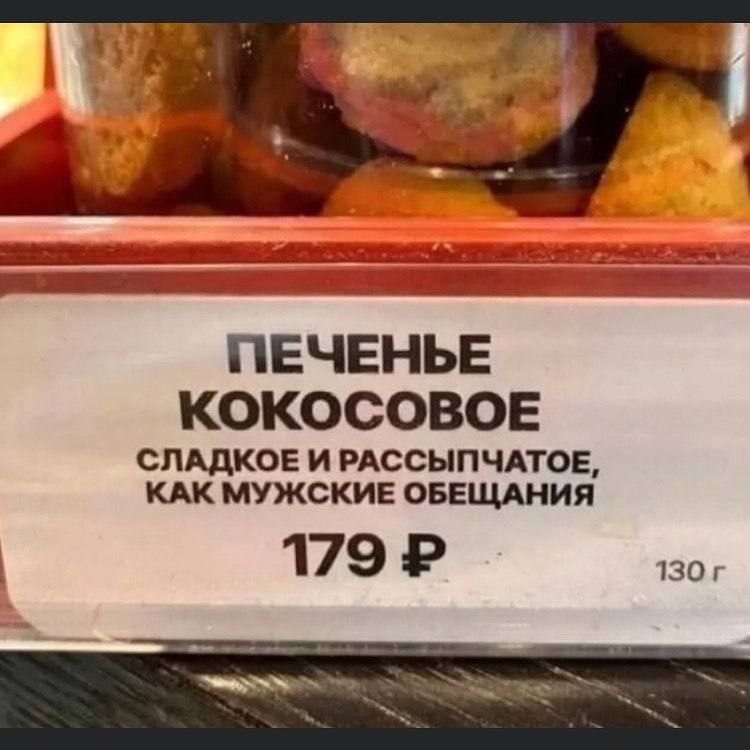 ПЕЧЕНЬЕ
КОКОСОВОЕ
СЛАДКОЕ И РАССЫПЧАТОЕ,
КАК МУЖСКИЕ ОБЕЩАНИЯ
179 ₽
130 г